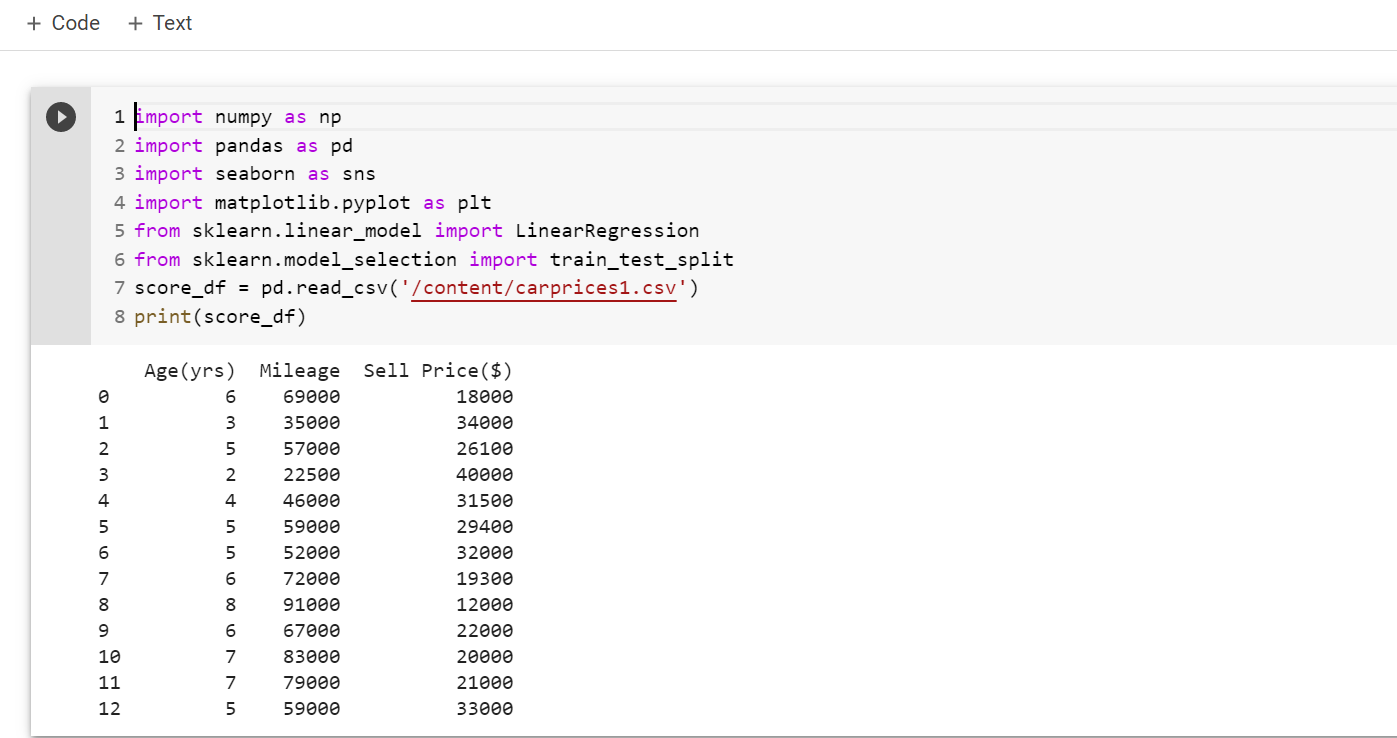 + Code + Text
1 import numpy as np
2 import pandas as pd
3 import seaborn as sns
4 import matplotlib.pyplot as plt
5 from sklearn.linear_model import LinearRegression
6 from sklearn.model_selection import train_test_split
7 score_df = pd.read_csv('/content/carprices1.csv')
8 print(score_df)
Age(yrs) Mileage Sell Price($)
0 6 69000 18000
1 3 35000 34000
2 5 57000 26100
3 2 22500 40000
4 4 46000 31500
5 5 59000 29400
6 5 52000 32000
7 6 72000 19300
8 8 91000 12000
9 6 67000 22000
10 7 83000 20000
11 7 79000 21000
12 5 59000 33000